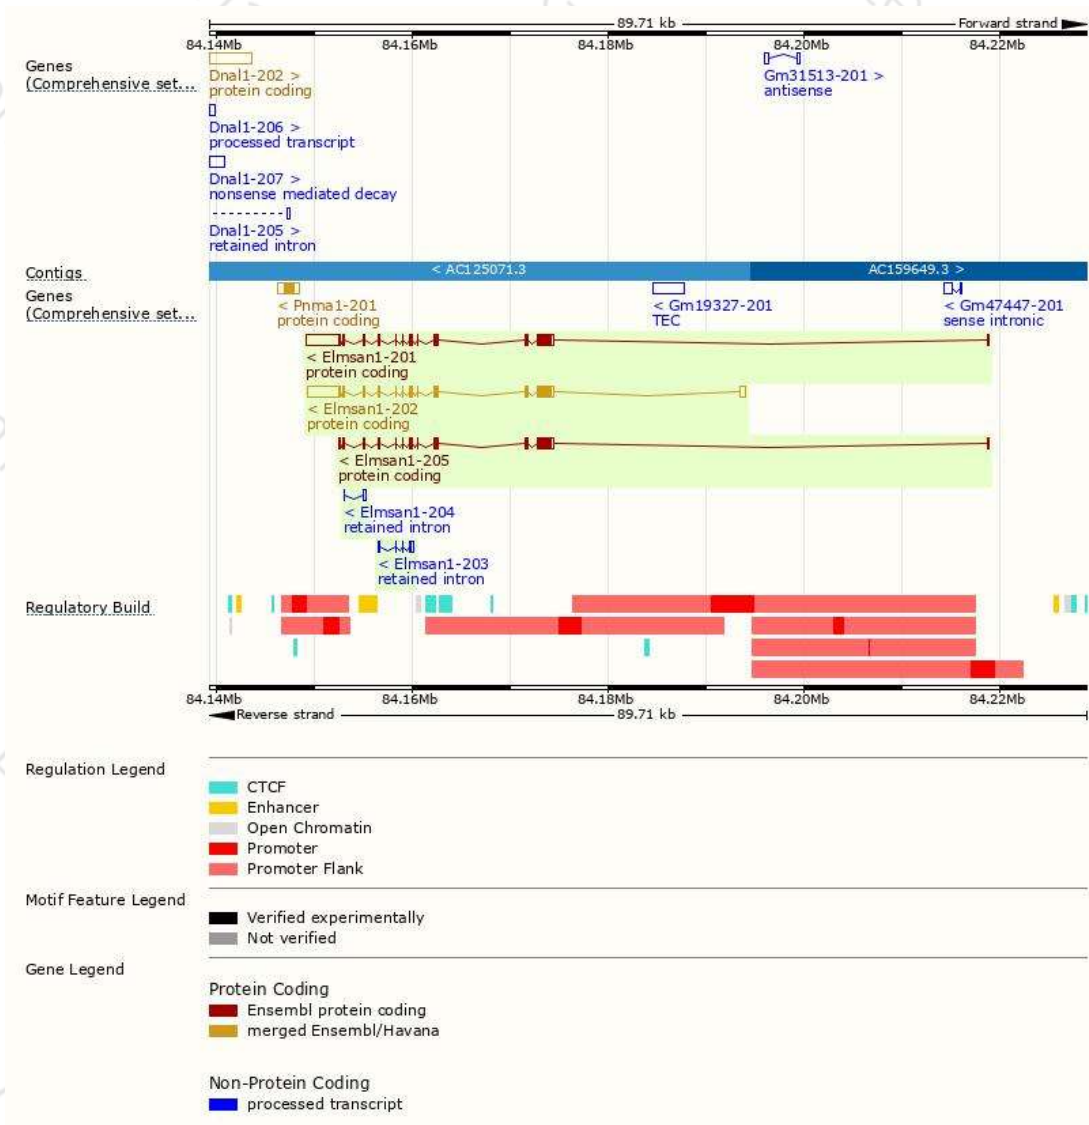 89.71 kb
Forward strand
84.14Mb 84.16Mb 84.18Mb 84.20Mb 84.22Mb
Genes
(Comprehensive set...
Dnal1-202 >
protein coding
Gm31513-201 >
antisense
Dnal1-206 >
processed transcript
Dnal1-207 >
nonsense mediated decay
Dnal1-205 >
retained intron
Contigs
< AC125071.3
AC159649.3 >
Genes
(Comprehensive set...
< Pnma1-201
protein coding
< Gm19327-201
TEC
< Gm47447-201
sense intronic
< Elmsan1-201
protein coding
< Elmsan1-202
protein coding
< Elmsan1-205
protein coding
< Elmsan1-204
retained intron
< Elmsan1-203
retained intron
Regulatory Build
84.14Mb 84.16Mb 84.18Mb 84.20Mb 84.22Mb
Reverse strand
89.71 kb
Regulation Legend
CTCF
Enhancer
Open Chromatin
Promoter
Promoter Flank
Motif Feature Legend
Verified experimentally
Not verified
Gene Legend
Protein Coding
Ensembl protein coding
merged Ensembl/Havana
Non-Protein Coding
processed transcript